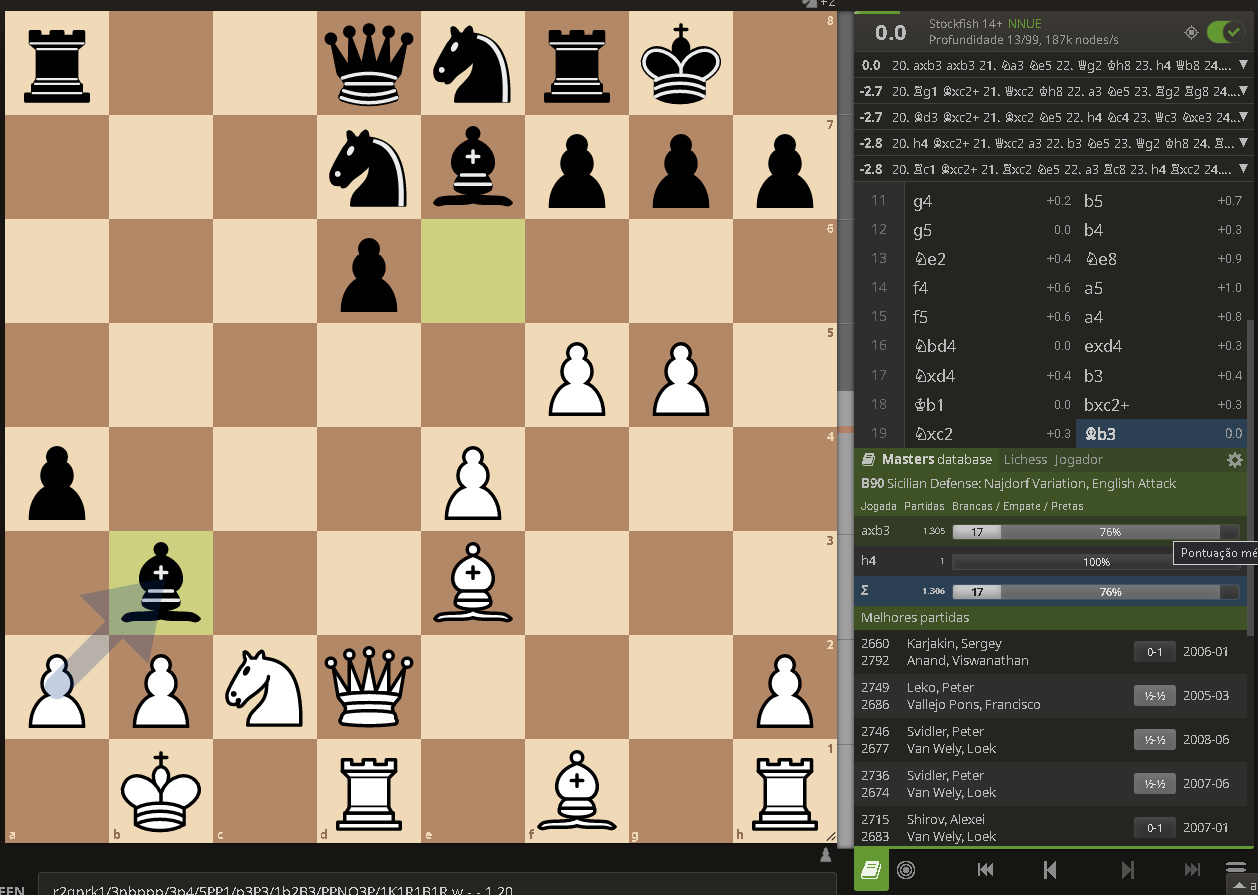 +2
8
7
6
5
4
3
2
1
a
b
c
d
e
f
g
h
FEN r2qnrk1/3nbppp/3p4/5PP1/p3P3/1b2B3/PPNQ3P/1K1R1B1R w - - 1 20
0.0 Stockfish 14+ NNUE
Profundidade 13/99, 187k nodes/s
0.0 20. axb3 axb3 21. ♘a3 ♘e5 22. ♕g2 ♔h8 23. h4 ♕b8 24.... ▼
-2.7 20. ♖g1 ♗xc2+ 21. ♕xc2 ♔h8 22. a3 ♘e5 23. ♖g2 ♖g8 24.... ▼
-2.7 20. ♗d3 ♗xc2+ 21. ♗xc2 ♘e5 22. h4 ♘c4 23. ♕c3 ♘xe3 24.... ▼
-2.8 20. h4 ♗xc2+ 21. ♕xc2 a3 22. b3 ♘e5 23. ♕g2 ♔h8 24. ♖... ▼
-2.8 20. ♖c1 ♗xc2+ 21. ♖xc2 ♘e5 22. a3 ♖c8 23. h4 ♖xc2 24.... ▼
11 g4 +0.2 b5 +0.7
12 g5 0.0 b4 +0.3
13 ♘e2 +0.4 ♘e8 +0.9
14 f4 +0.6 a5 +1.0
15 f5 +0.6 a4 +0.8
16 ♘bd4 0.0 exd4 +0.3
17 ♘xd4 +0.4 b3 +0.4
18 ♔b1 0.0 bxc2+ +0.3
19 ♘xc2 +0.3 ♗b3 0.0
Masters database Lichess Jogador
B90 Sicilian Defense: Najdorf Variation, English Attack
Jogada Partidas Brancas / Empate / Pretas
axb3 1.305 17 76%
Pontuação mé
h4 1 100%
Σ 1.306 17 76%
Melhores partidas
2660 Karjakin, Sergey
2792 Anand, Viswanathan
0-1 2006-01
2749 Leko, Peter
2686 Vallejo Pons, Francisco
½-½ 2005-03
2746 Svidler, Peter
2677 Van Wely, Loek
½-½ 2008-06
2736 Svidler, Peter
2674 Van Wely, Loek
½-½ 2007-06
2715 Shirov, Alexei
2683 Van Wely, Loek
0-1 2007-01